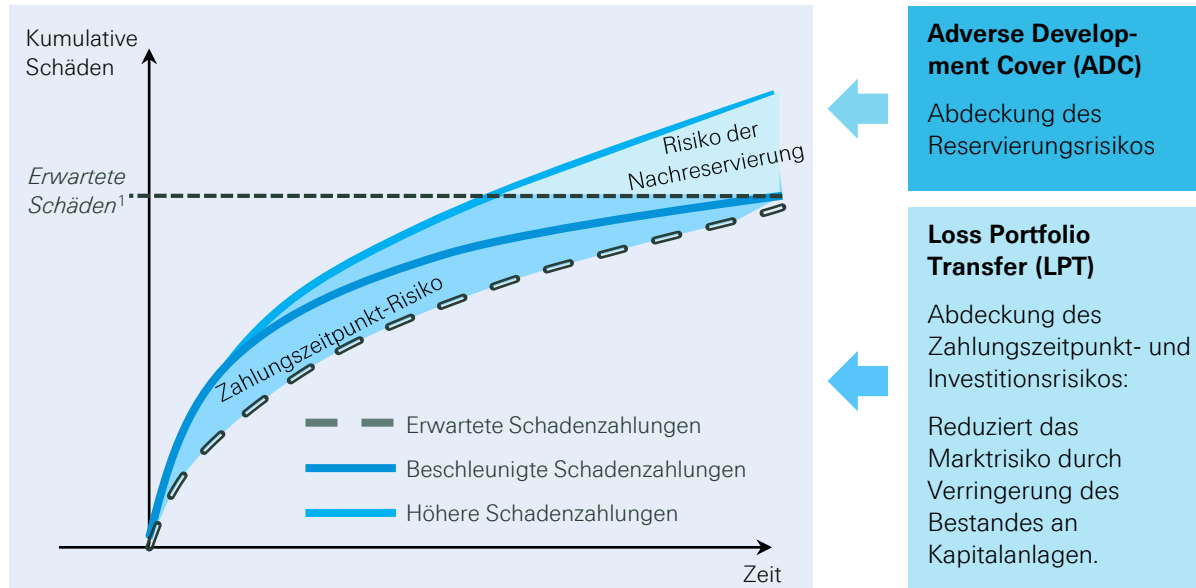 Kumulative
Schäden
Erwartete
Schäden¹
Risiko der
Nachreservierung
Zahlungszeitpunkt-Risiko
Erwartete Schadenzahlungen
Beschleunigte Schadenzahlungen
Höhere Schadenzahlungen
Zeit
Adverse Develop-
ment Cover (ADC)
Abdeckung des
Reservierungsrisikos
Loss Portfolio
Transfer (LPT)
Abdeckung des
Zahlungszeitpunkt- und
Investitionsrisikos:
Reduziert das
Marktrisiko durch
Verringerung des
Bestandes an
Kapitalanlagen.